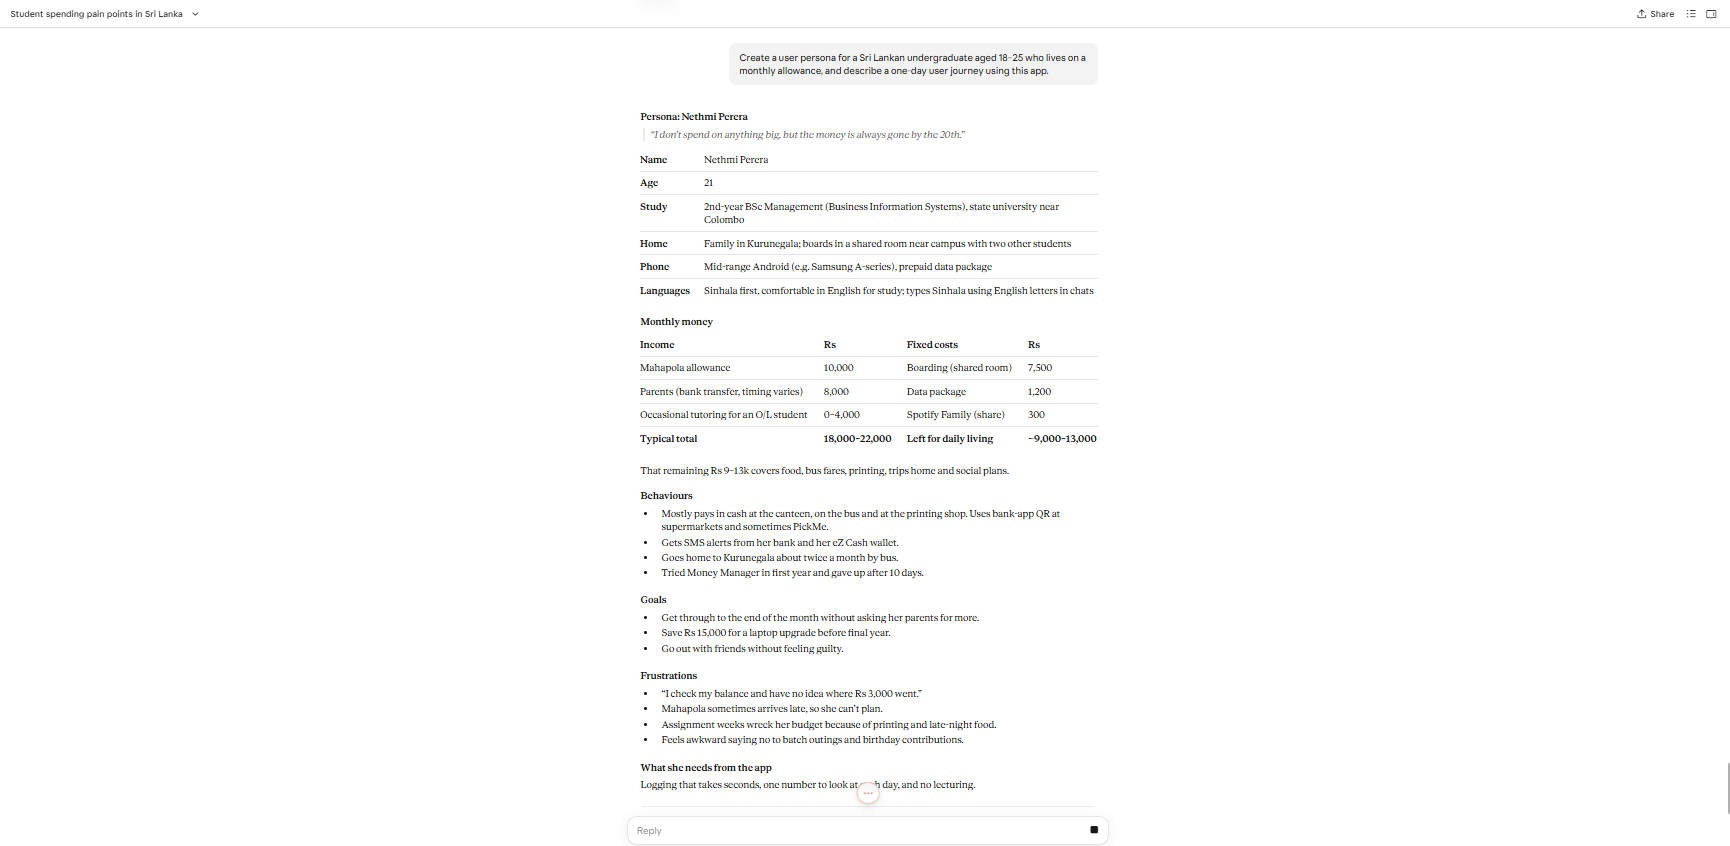 Student spending pain points in Sri Lanka
Share
Create a user persona for a Sri Lankan undergraduate aged 18–25 who lives on a
monthly allowance, and describe a one-day user journey using this app.
Persona: Nethmi Perera
“I don’t spend on anything big, but the money is always gone by the 20th.”
Name Nethmi Perera
Age 21
Study 2nd-year BSc Management (Business Information Systems), state university near
Colombo
Home Family in Kurunegala; boards in a shared room near campus with two other students
Phone Mid-range Android (e.g. Samsung A-series), prepaid data package
Languages Sinhala first, comfortable in English for study; types Sinhala using English letters in chats
Monthly money
Income Rs Fixed costs Rs
Mahapola allowance 10,000 Boarding (shared room) 7,500
Parents (bank transfer, timing varies) 8,000 Data package 1,200
Occasional tutoring for an O/L student 0–4,000 Spotify Family (share) 300
Typical total 18,000–22,000 Left for daily living ~9,000–13,000
That remaining Rs 9–13k covers food, bus fares, printing, trips home and social plans.
Behaviours
• Mostly pays in cash at the canteen, on the bus and at the printing shop. Uses bank-app QR at
supermarkets and sometimes PickMe.
• Gets SMS alerts from her bank and her eZ Cash wallet.
• Goes home to Kurunegala about twice a month by bus.
• Tried Money Manager in first year and gave up after 10 days.
Goals
• Get through to the end of the month without asking her parents for more.
• Save Rs 15,000 for a laptop upgrade before final year.
• Go out with friends without feeling guilty.
Frustrations
• “I check my balance and have no idea where Rs 3,000 went.”
• Mahapola sometimes arrives late, so she can’t plan.
• Assignment weeks wreck her budget because of printing and late-night food.
• Feels awkward saying no to batch outings and birthday contributions.
What she needs from the app
Logging that takes seconds, one number to look at day, and no lecturing.
Reply